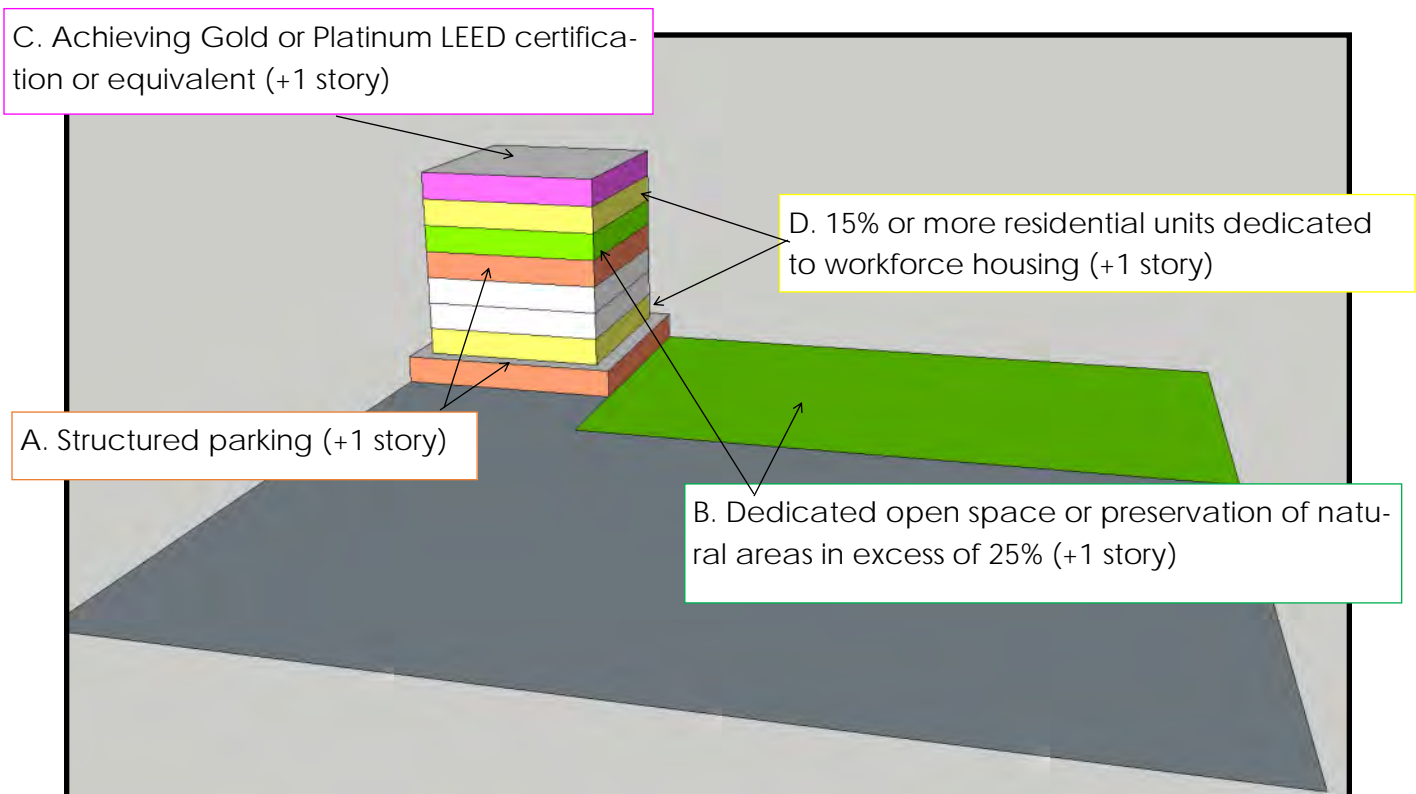 C. Achieving Gold or Platinum LEED certifica-
tion or equivalent (+1 story)
D. 15% or more residential units dedicated
to workforce housing (+1 story)
A. Structured parking (+1 story)
B. Dedicated open space or preservation of natu-
ral areas in excess of 25% (+1 story)